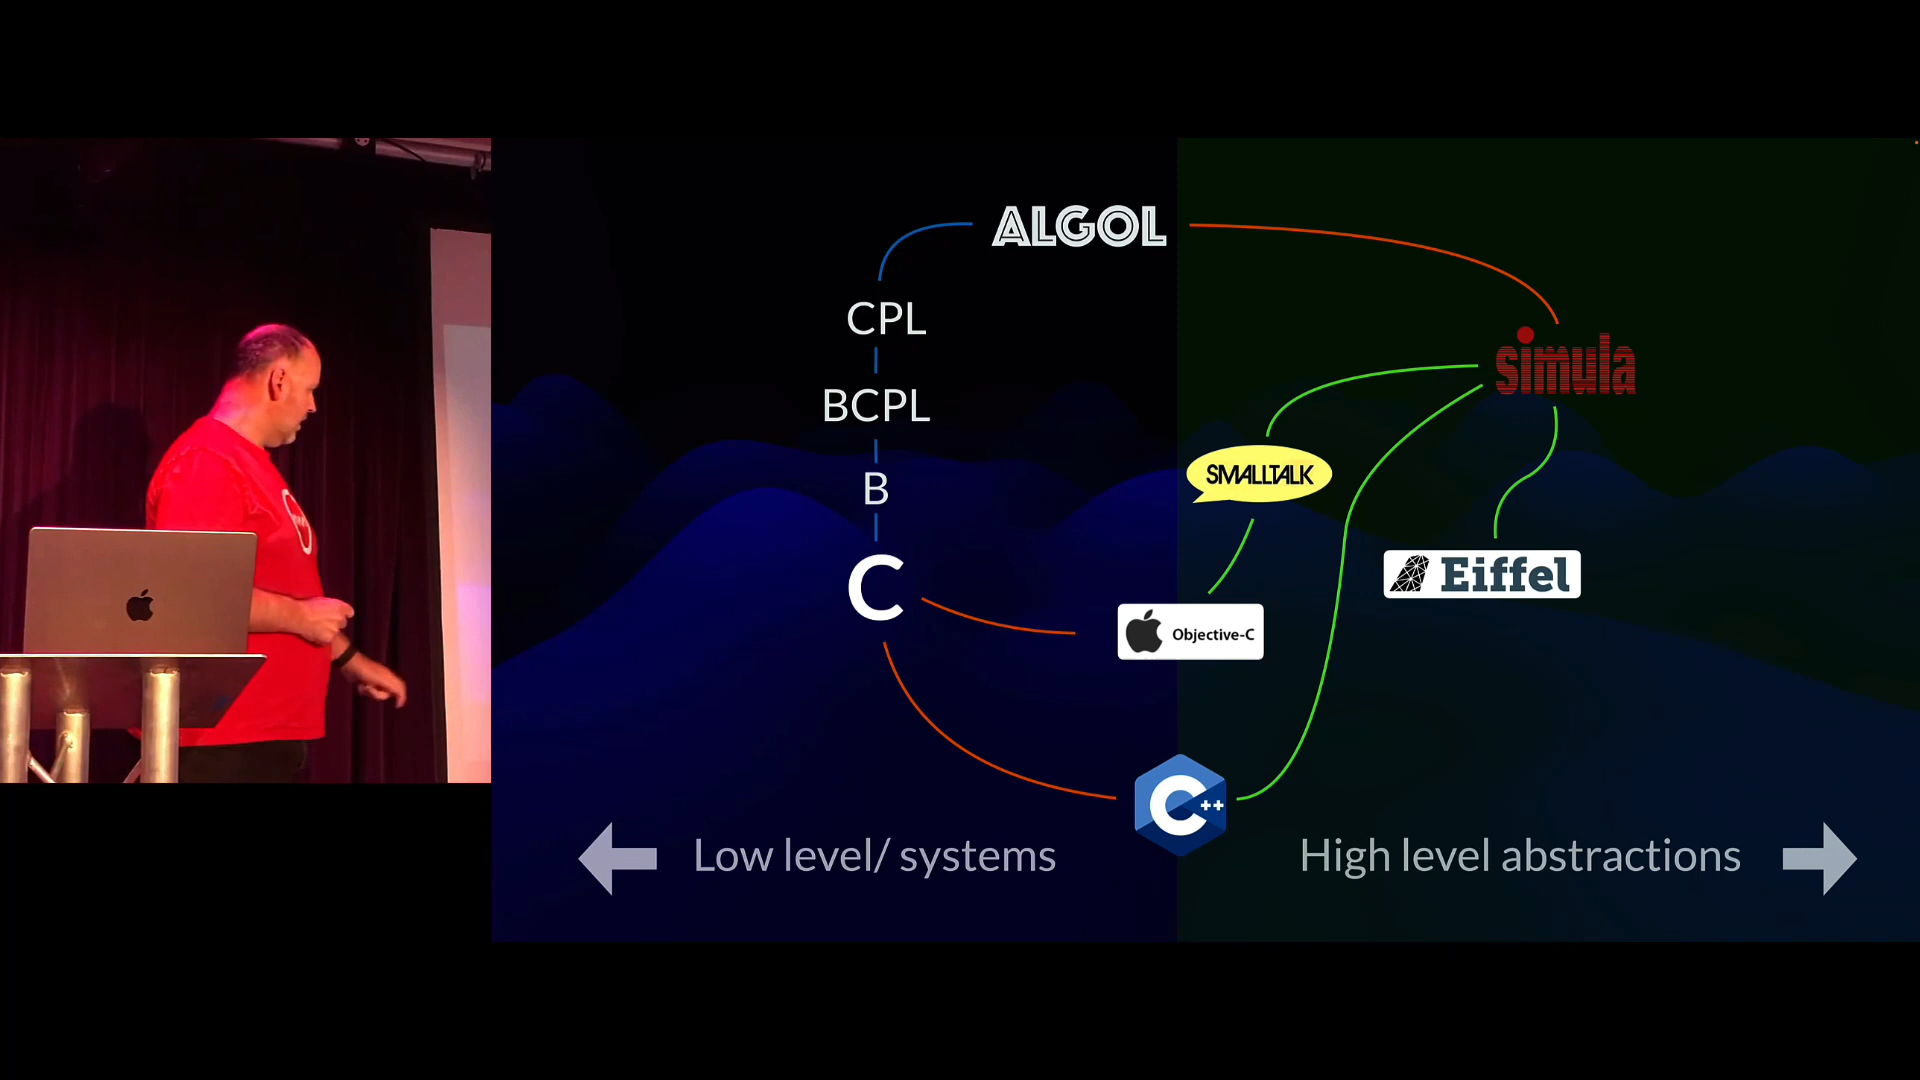 ALGOL
CPL
simula
BCPL
SMALLTALK
B
C
Eiffel
Objective-C
C++
Low level/ systems
High level abstractions